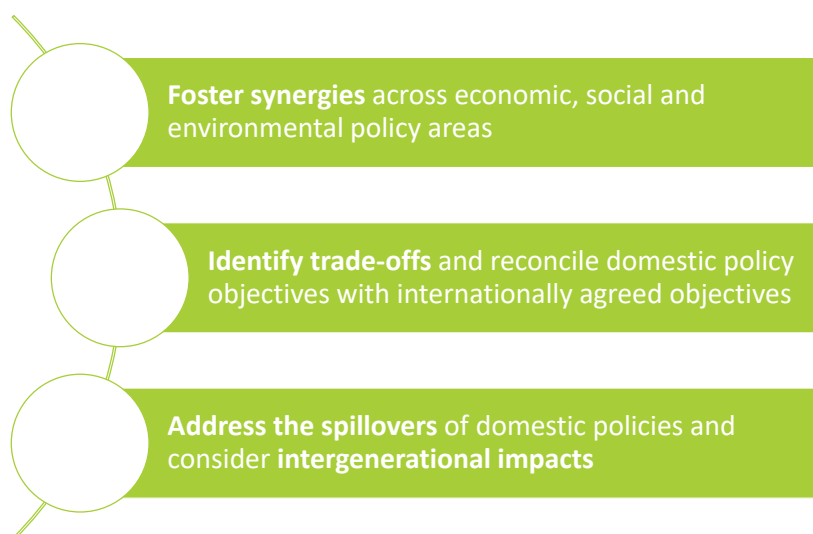 Foster synergies across economic, social and
environmental policy areas
Identify trade-offs and reconcile domestic policy
objectives with internationally agreed objectives
Address the spillovers of domestic policies and
consider intergenerational impacts